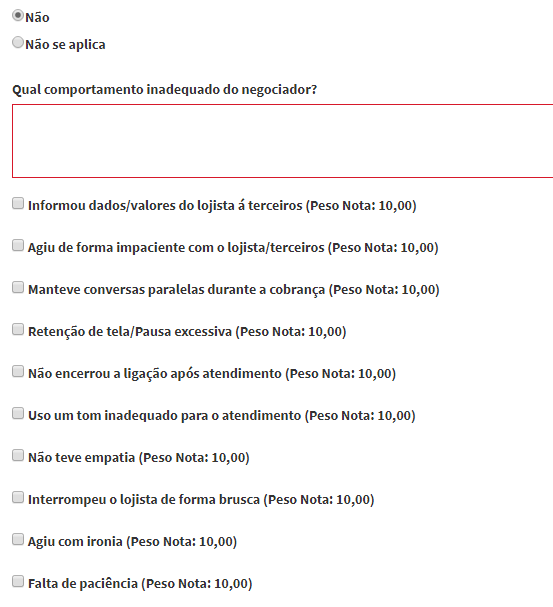 Não
Não se aplica
Qual comportamento inadequado do negociador?
Informou dados/valores do lojista á terceiros (Peso Nota: 10,00)
Agiu de forma impaciente com o lojista/terceiros (Peso Nota: 10,00)
Manteve conversas paralelas durante a cobrança (Peso Nota: 10,00)
Retenção de tela/Pausa excessiva (Peso Nota: 10,00)
Não encerrou a ligação após atendimento (Peso Nota: 10,00)
Uso um tom inadequado para o atendimento (Peso Nota: 10,00)
Não teve empatia (Peso Nota: 10,00)
Interrompeu o lojista de forma brusca (Peso Nota: 10,00)
Agiu com ironia (Peso Nota: 10,00)
Falta de paciência (Peso Nota: 10,00)